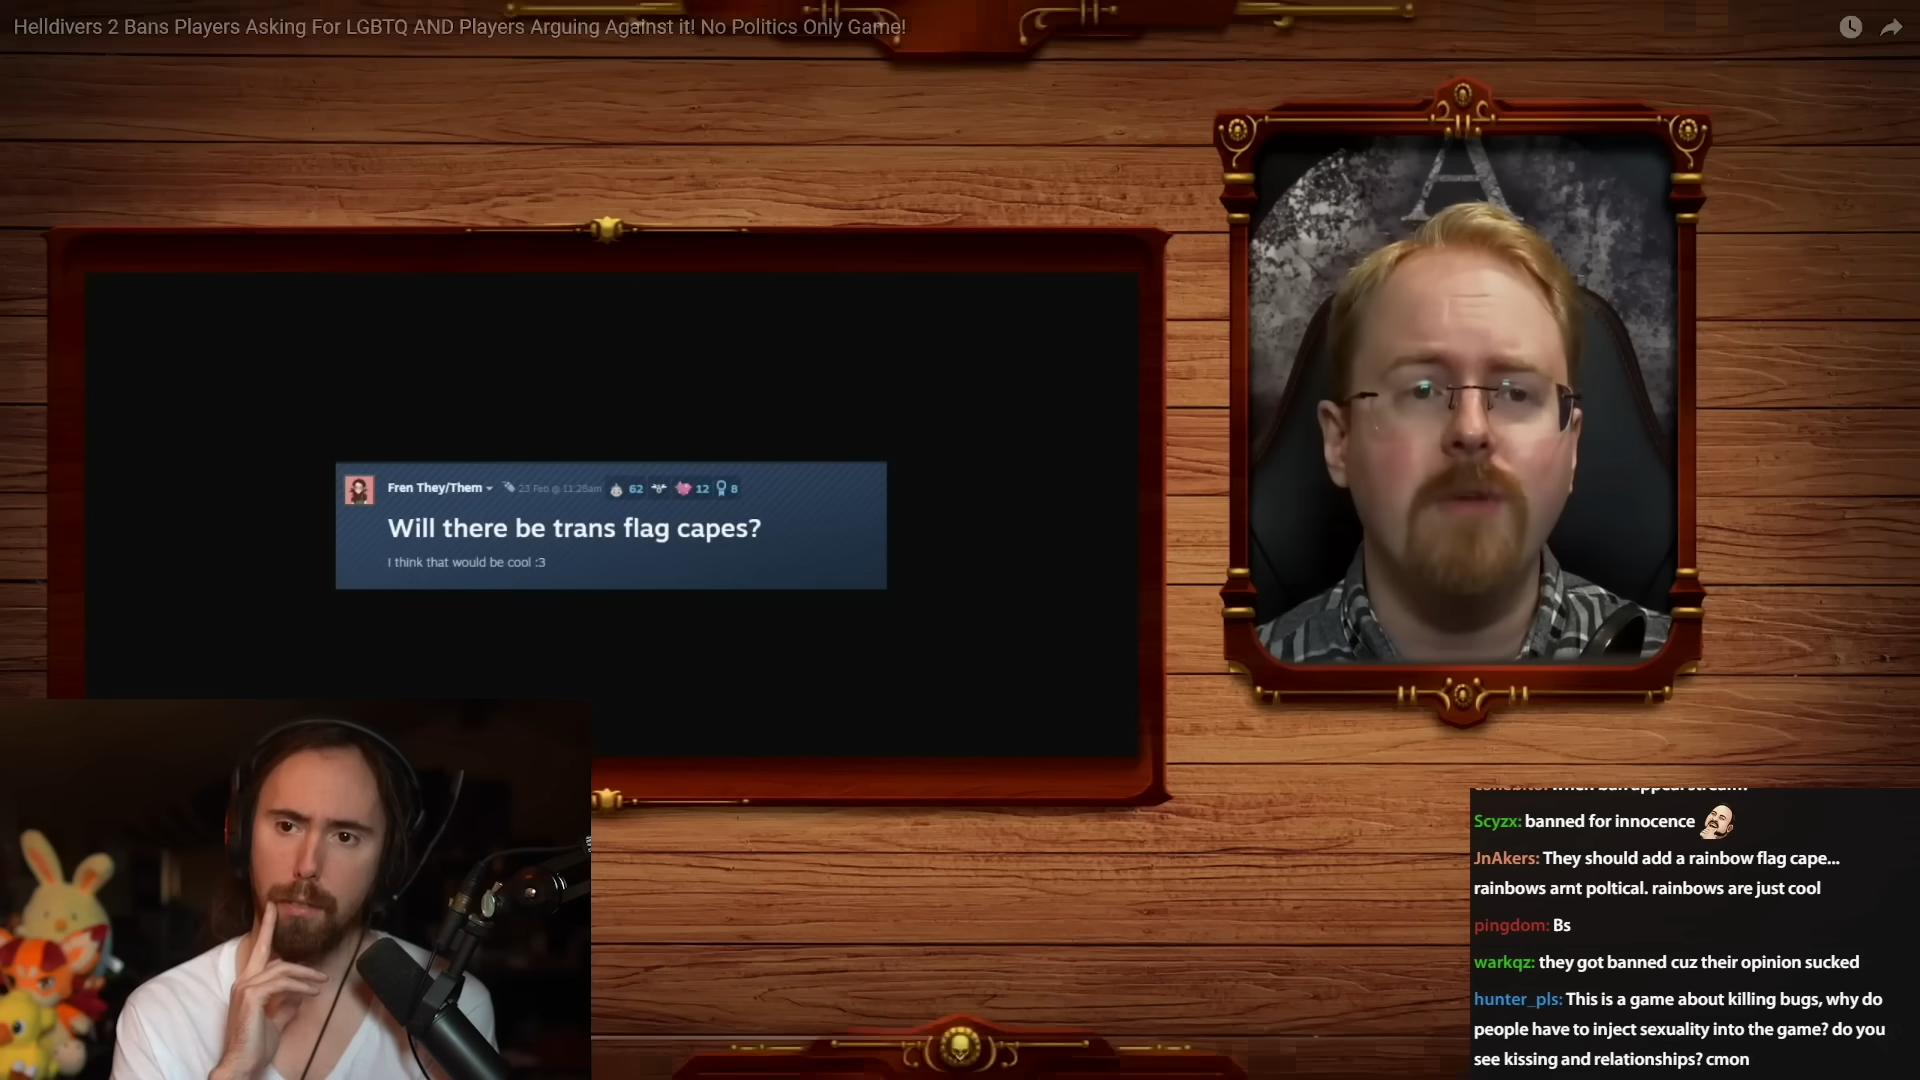 Helldivers 2 Bans Players Asking For LGBTQ AND Players Arguing Against it! No Politics Only Game!
A
Fren They/Them 23 Feb @ 11:28am 62 12 8
Will there be trans flag capes?
I think that would be cool :3
Scyzx: banned for innocence
JnAkers: They should add a rainbow flag cape...
rainbows arnt poltical. rainbows are just cool
pingdom: Bs
warkqz: they got banned cuz their opinion sucked
hunter_pls: This is a game about killing bugs, why do
people have to inject sexuality into the game? do you
see kissing and relationships? cmon